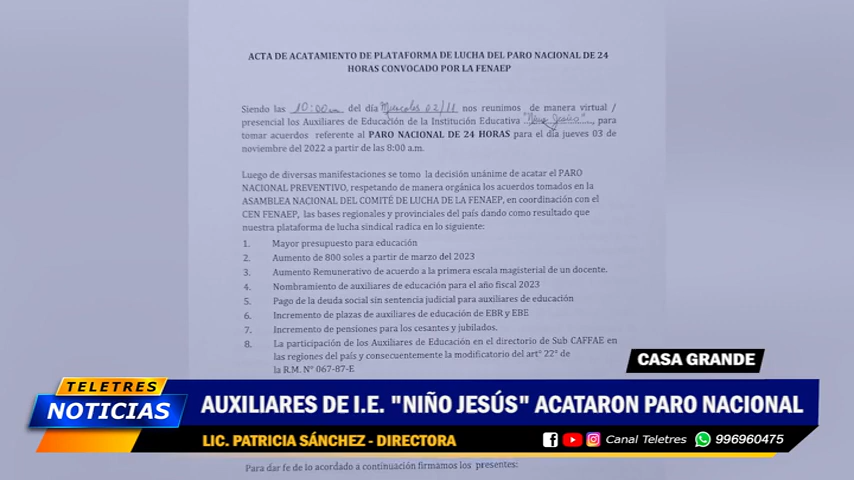 ACTA DE ACATAMIENTO DE PLATAFORMA DE LUCHA DEL PARO NACIONAL DE 24
HORAS CONVOCADO POR LA FENAEP
Siendo las 10:00am del día Miercoles 02/11 nos reunimos de manera virtual /
presencial los Auxiliares de Educación de la Institución Educativa "Niño Jesús", para
tomar acuerdos referente al PARO NACIONAL DE 24 HORAS para el día jueves 03 de
noviembre del 2022 a partir de las 8:00 a.m.
Luego de diversas manifestaciones se tomo la decisión unánime de acatar el PARO
NACIONAL PREVENTIVO, respetando de manera orgánica los acuerdos tomados en la
ASAMBLEA NACIONAL DEL COMITÉ DE LUCHA DE LA FENAEP, en coordinación con el
CEN FENAEP, las bases regionales y provinciales del país dando como resultado que
nuestra plataforma de lucha sindical radica en lo siguiente:
1. Mayor presupuesto para educación
2. Aumento de 800 soles a partir de marzo del 2023
3. Aumento Remunerativo de acuerdo a la primera escala magisterial de un docente.
4. Nombramiento de auxiliares de educación para el año fiscal 2023
5. Pago de la deuda social sin sentencia judicial para auxiliares de educación
6. Incremento de plazas de auxiliares de educación de EBR y EBE
7. Incremento de pensiones para los cesantes y jubilados.
8. La participación de los Auxiliares de Educación en el directorio de Sub CAFFAE en
las regiones del país y consecuentemente la modificatorio del art° 22° de
la R.M. N° 067-87-E
CASA GRANDE
TELETRES
NOTICIAS
AUXILIARES DE I.E. "NIÑO JESÚS" ACATARON PARO NACIONAL
LIC. PATRICIA SÁNCHEZ - DIRECTORA
Canal Teletres 996960475
Para dar fe de lo acordado a continuación firmamos los presentes: